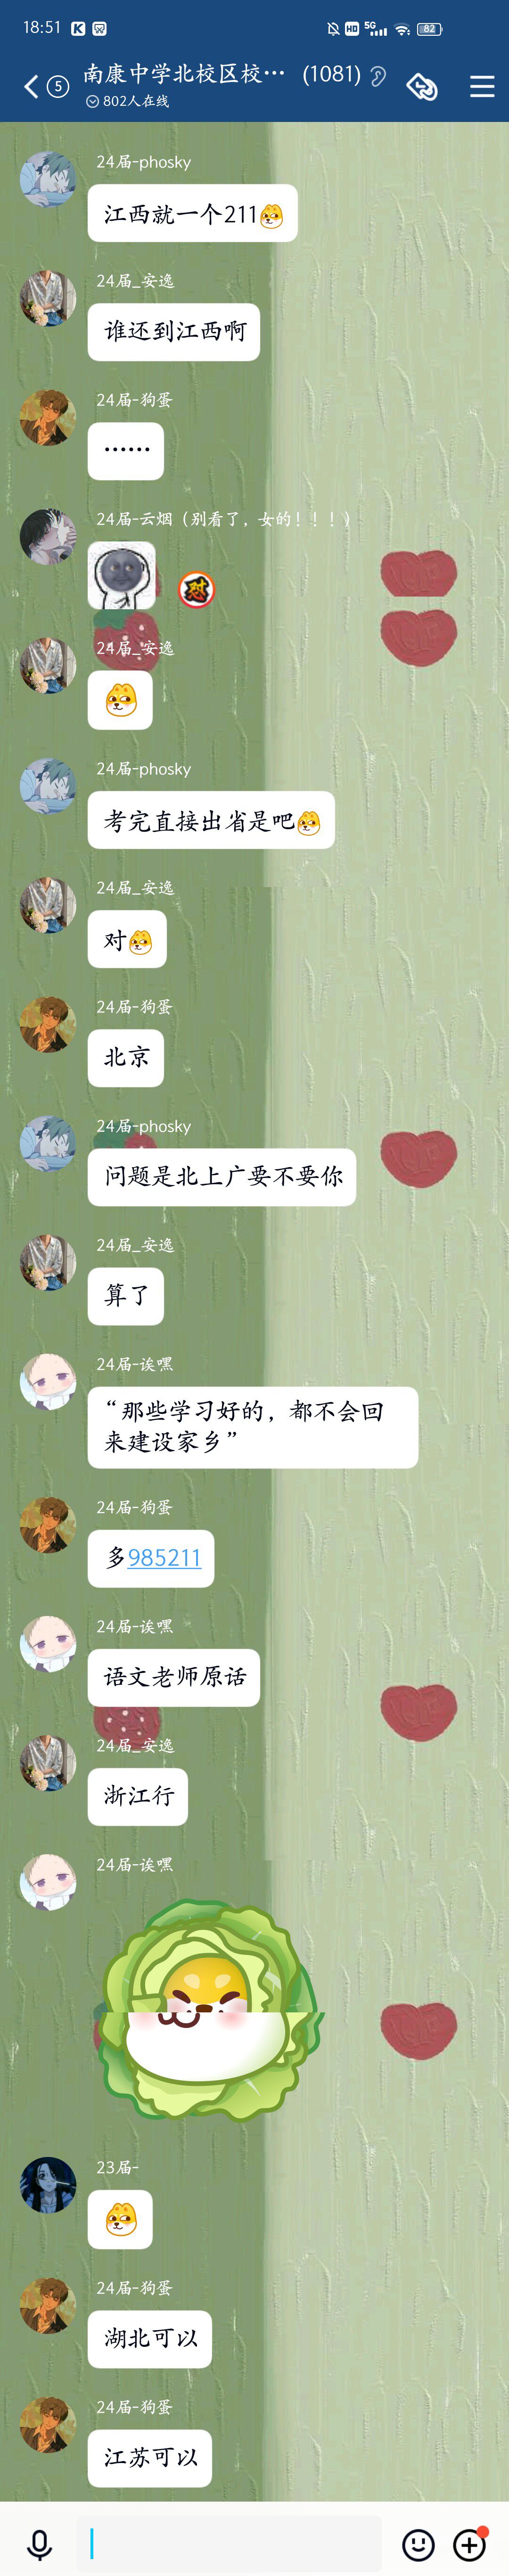 18:51
HD 5G 82
5 南康中学北校区校… (1081)
802人在线
24届-phosky
江西就一个211
24届_安逸
谁还到江西啊
24届-狗蛋
……
24届-云烟（别看了，女的！！！）
怼
24届_安逸
24届-phosky
考完直接出省是吧
24届_安逸
对
24届-狗蛋
北京
24届-phosky
问题是北上广要不要你
24届_安逸
算了
24届-诶嘿
“那些学习好的，都不会回
来建设家乡”
24届-狗蛋
多985211
24届-诶嘿
语文老师原话
24届_安逸
浙江行
24届-诶嘿
23届-
24届-狗蛋
湖北可以
24届-狗蛋
江苏可以